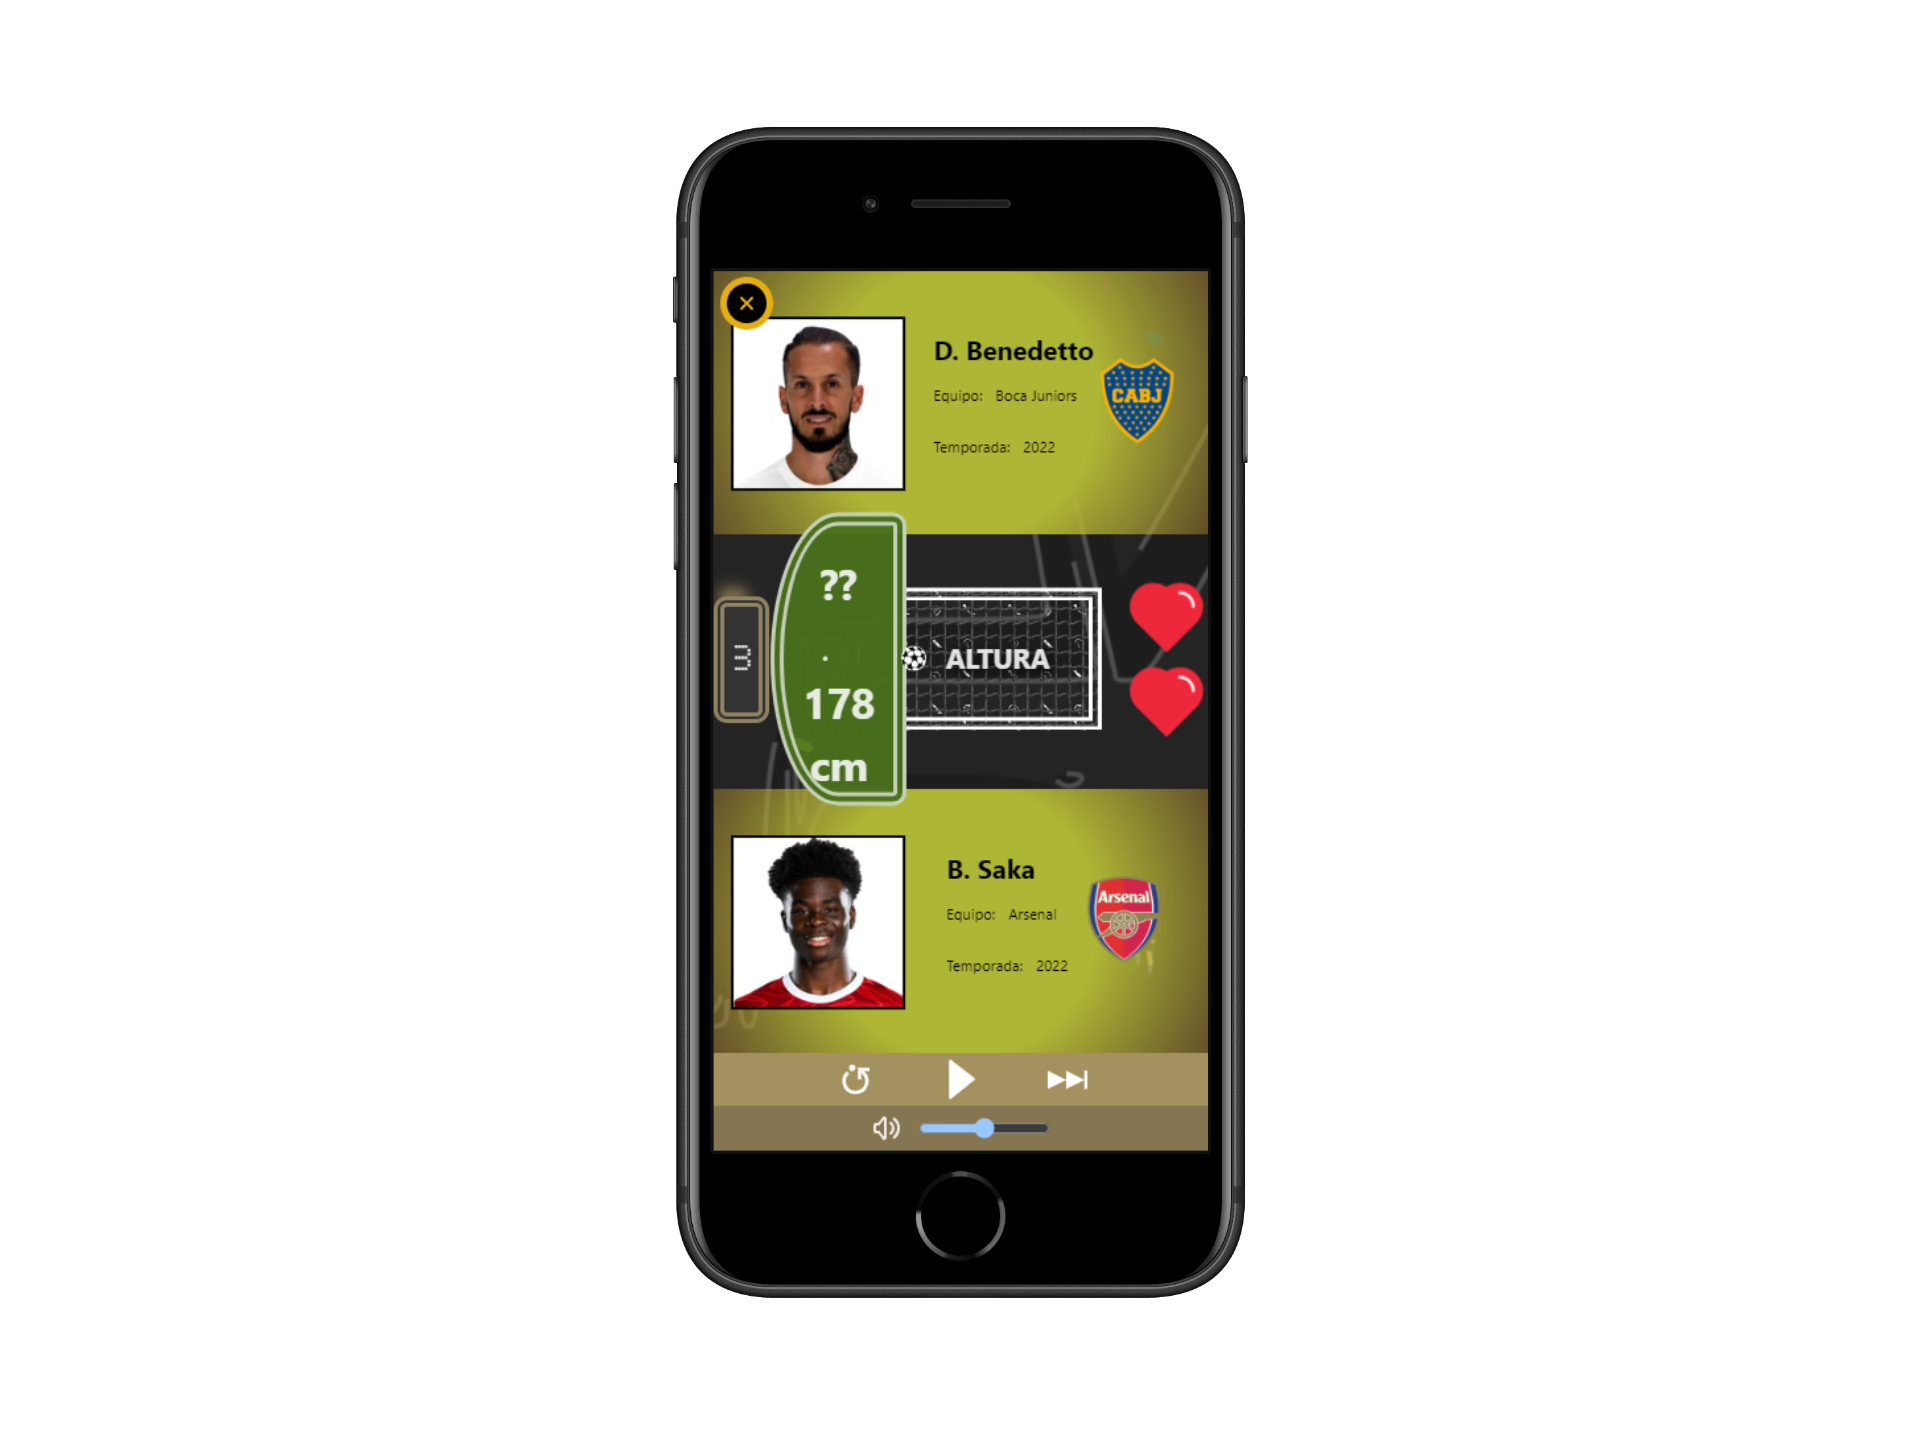 D. Benedetto
Equipo: Boca Juniors
CABJ
Temporada: 2022
??
.
178
cm
3
ALTURA
B. Saka
Equipo: Arsenal
Arsenal
Temporada: 2022